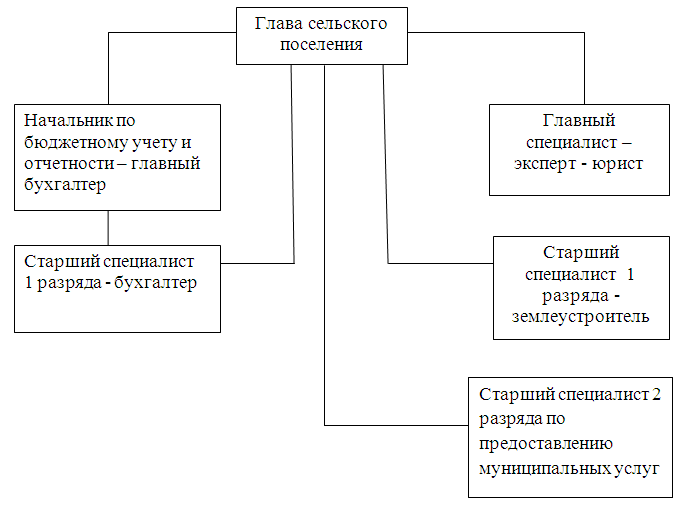 Глава сельского
поселения
Начальник по
бюджетному учету и
отчетности – главный
бухгалтер
Главный
специалист –
эксперт - юрист
Старший специалист
1 разряда - бухгалтер
Старший
специалист 1
разряда -
землеустроитель
Старший специалист 2
разряда по
предоставлению
муниципальных услуг